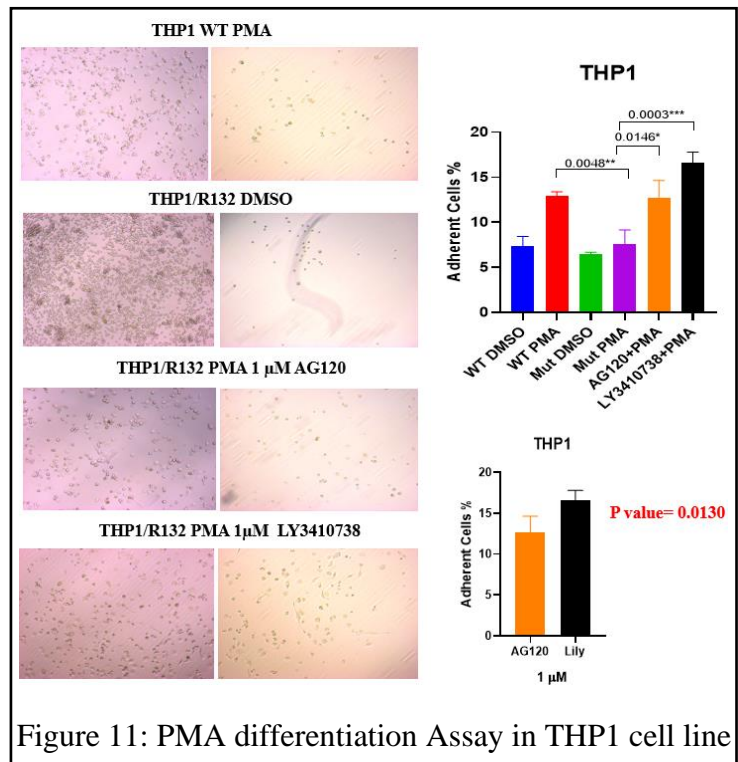 THP1 WT PMA
THP1/R132 DMSO
THP1/R132 PMA 1 μM AG120
THP1/R132 PMA 1μM LY3410738
THP1
0.0003***
0.0146*
0.0048**
Adherent Cells %
20
15
10
5
0
WT DMSO
WT PMA
Mut DMSO
Mut PMA
AG120+PMA
LY3410738+PMA
THP1
Adherent Cells %
20
15
10
5
0
AG120 Lily
1 μM
P value= 0.0130
Figure 11: PMA differentiation Assay in THP1 cell line